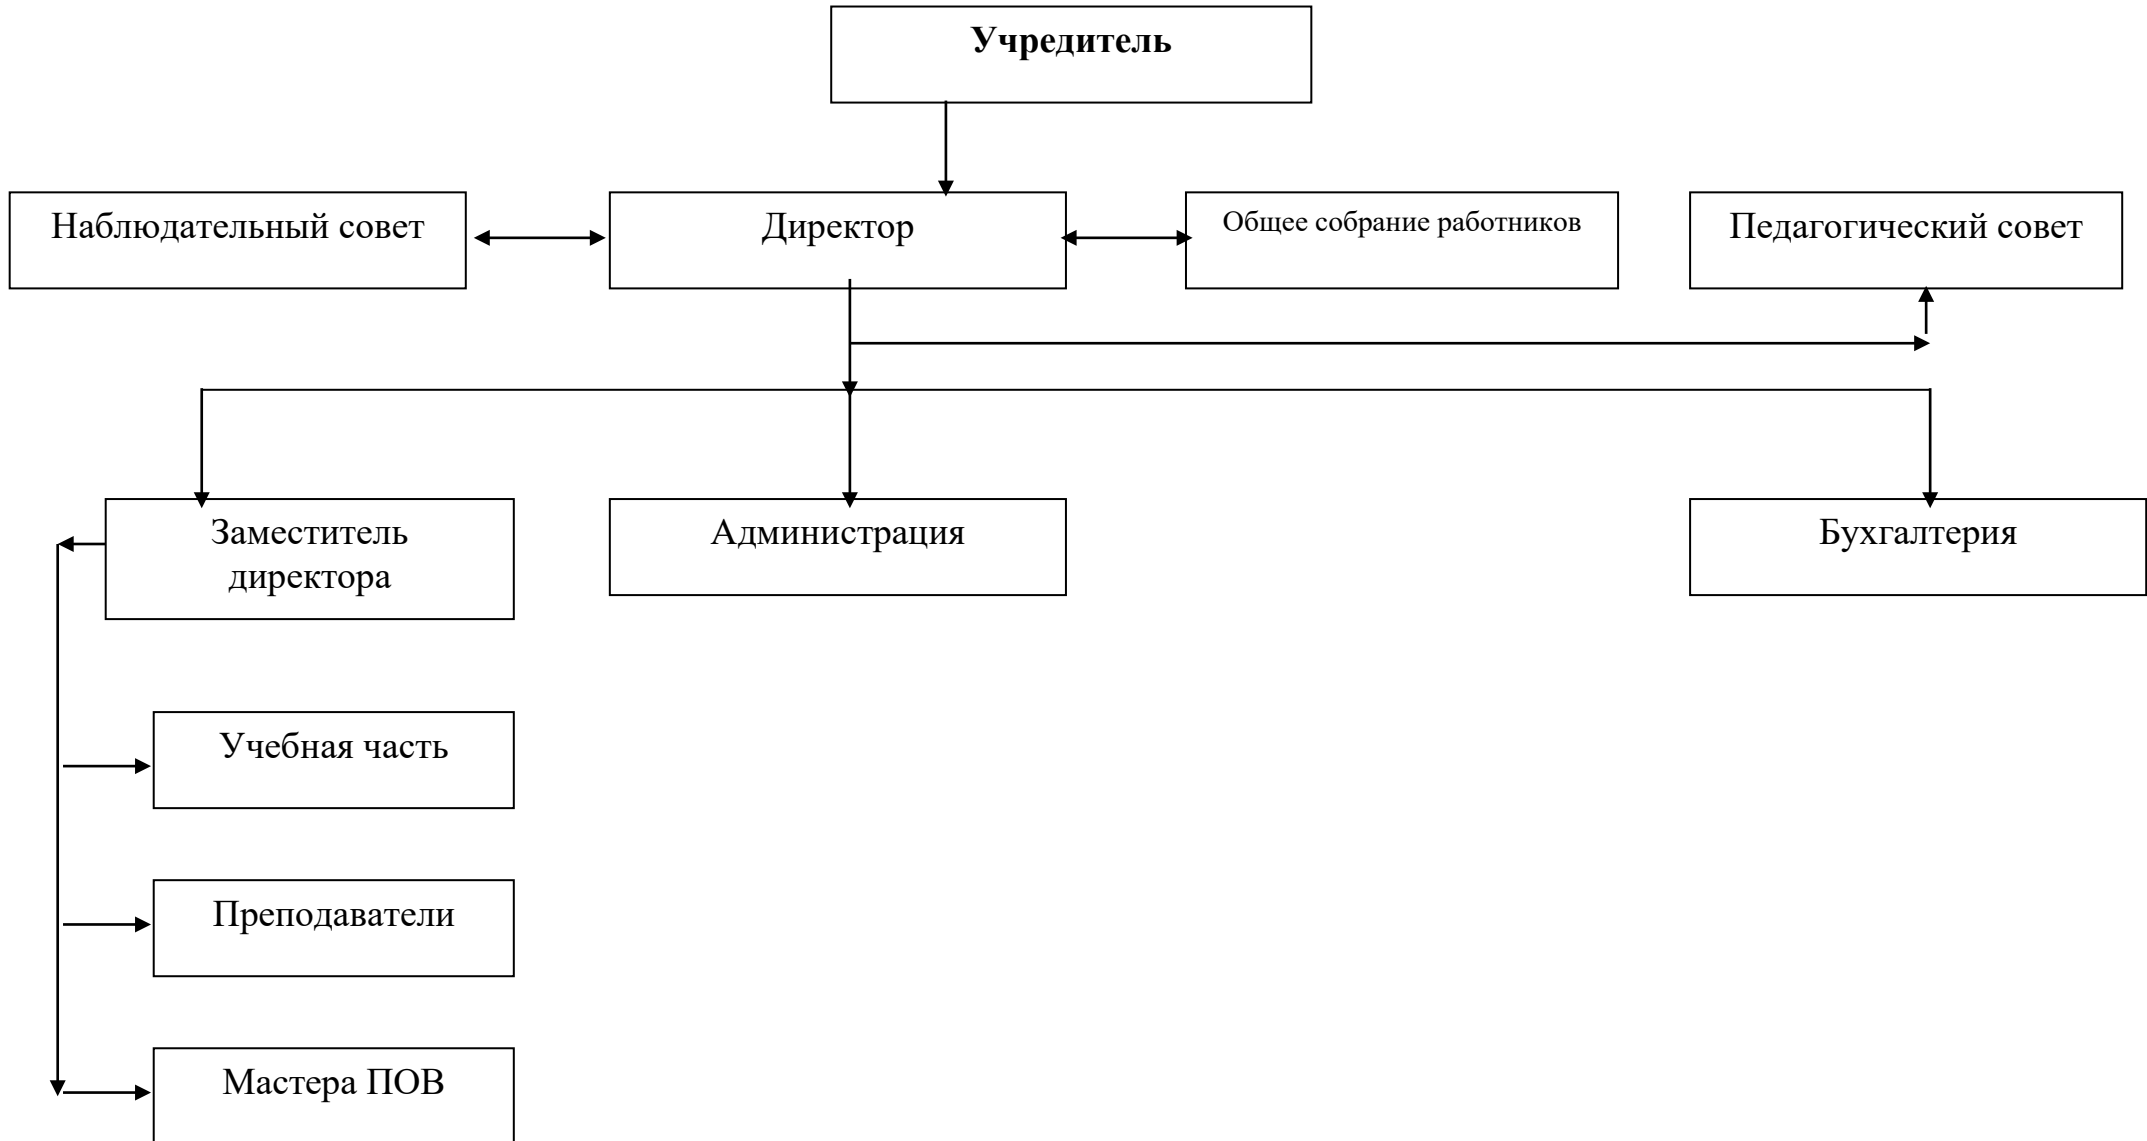 Учредитель
Наблюдательный совет
Директор
Общее собрание работников
Педагогический совет
Заместитель
директора
Администрация
Бухгалтерия
Учебная часть
Преподаватели
Мастера ПОВ